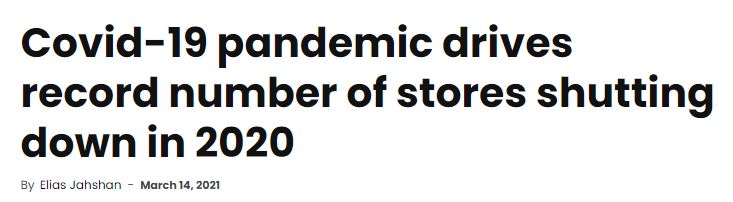 Covid-19 pandemic drives
record number of stores shutting
down in 2020
By Elias Jahshan - March 14, 2021